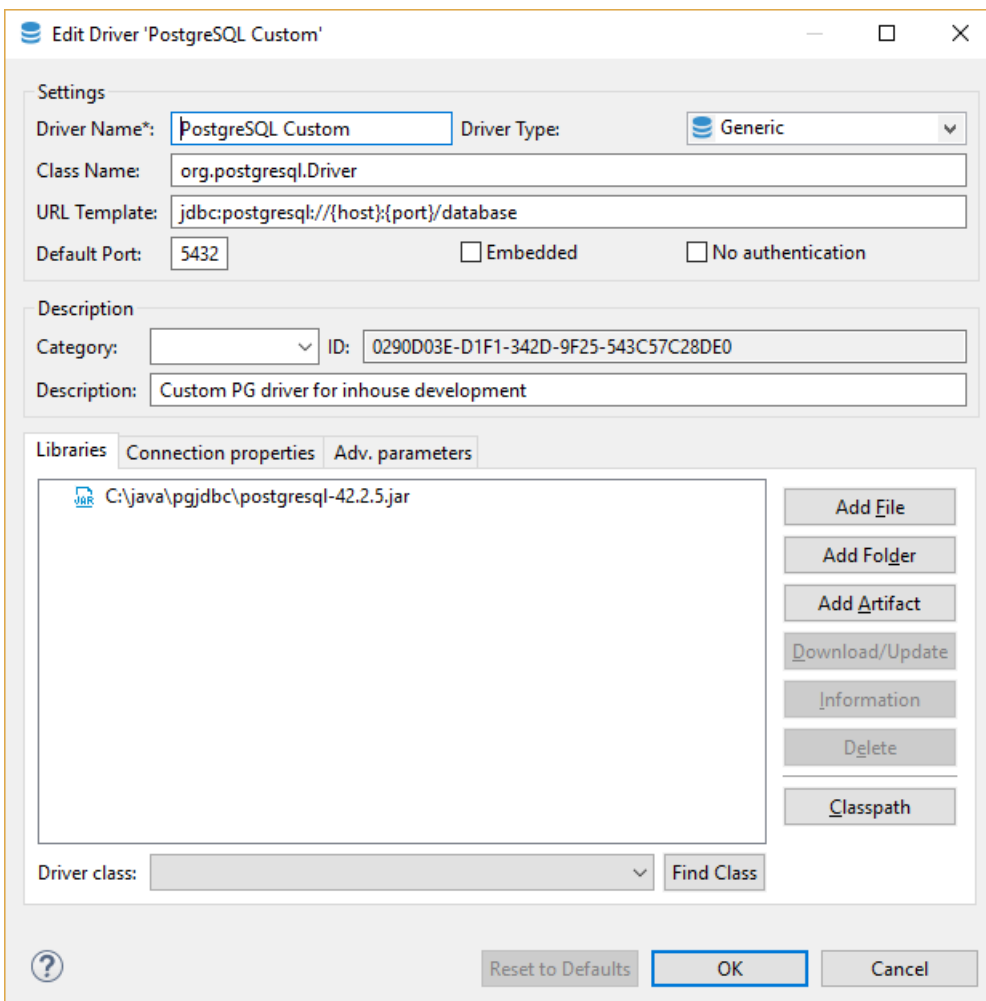 Edit Driver 'PostgreSQL Custom'
Settings
Driver Name*: PostgreSQL Custom Driver Type: Generic
Class Name: org.postgresql.Driver
URL Template: jdbc:postgresql://{host}:{port}/database
Default Port: 5432 Embedded No authentication
Description
Category: ID: 0290D03E-D1F1-342D-9F25-543C57C28DE0
Description: Custom PG driver for inhouse development
Libraries Connection properties Adv. parameters
JAR C:\java\pgjdbc\postgresql-42.2.5.jar
Add File
Add Folder
Add Artifact
Download/Update
Information
Delete
Classpath
Driver class: Find Class
? Reset to Defaults OK Cancel